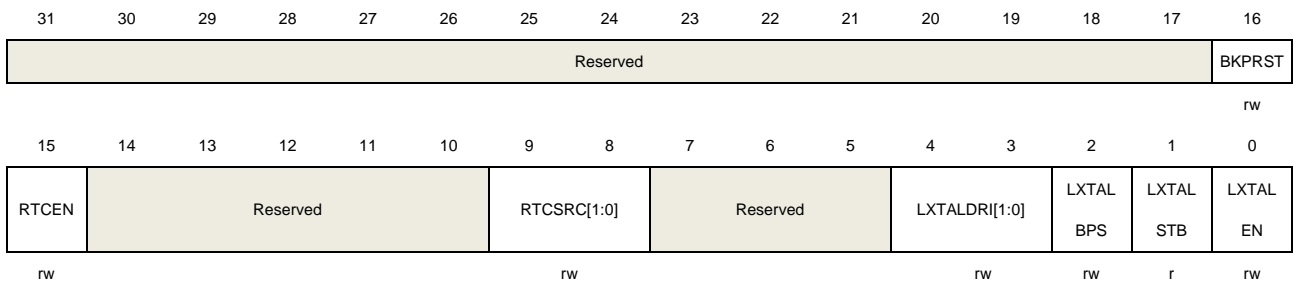 31 30 29 28 27 26 25 24 23 22 21 20 19 18 17 16
Reserved BKPRST
rw
15 14 13 12 11 10 9 8 7 6 5 4 3 2 1 0
RTCEN Reserved RTCSRC[1:0] Reserved LXTALDRI[1:0] LXTAL BPS LXTAL STB LXTAL EN
rw rw rw rw r rw